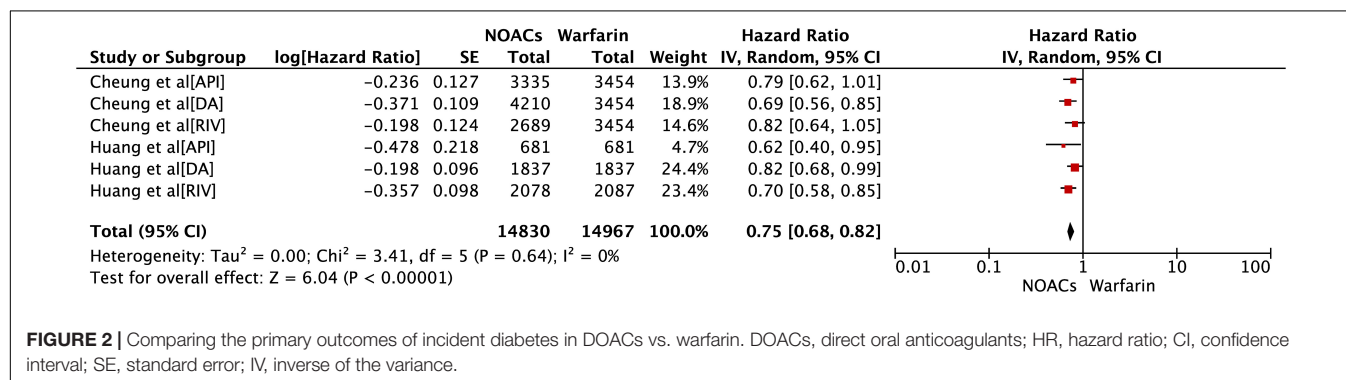 NOACs Warfarin Hazard Ratio Hazard Ratio
Study or Subgroup log[Hazard Ratio] SE Total Total Weight IV, Random, 95% CI IV, Random, 95% CI
Cheung et al[API] −0.236 0.127 3335 3454 13.9% 0.79 [0.62, 1.01]
Cheung et al[DA] −0.371 0.109 4210 3454 18.9% 0.69 [0.56, 0.85]
Cheung et al[RIV] −0.198 0.124 2689 3454 14.6% 0.82 [0.64, 1.05]
Huang et al[API] −0.478 0.218 681 681 4.7% 0.62 [0.40, 0.95]
Huang et al[DA] −0.198 0.096 1837 1837 24.4% 0.82 [0.68, 0.99]
Huang et al[RIV] −0.357 0.098 2078 2087 23.4% 0.70 [0.58, 0.85]
Total (95% CI) 14830 14967 100.0% 0.75 [0.68, 0.82]
Heterogeneity: Tau² = 0.00; Chi² = 3.41, df = 5 (P = 0.64); I² = 0%
Test for overall effect: Z = 6.04 (P < 0.00001)
0.01 0.1 1 10 100
NOACs Warfarin
FIGURE 2 | Comparing the primary outcomes of incident diabetes in DOACs vs. warfarin. DOACs, direct oral anticoagulants; HR, hazard ratio; CI, confidence
interval; SE, standard error; IV, inverse of the variance.